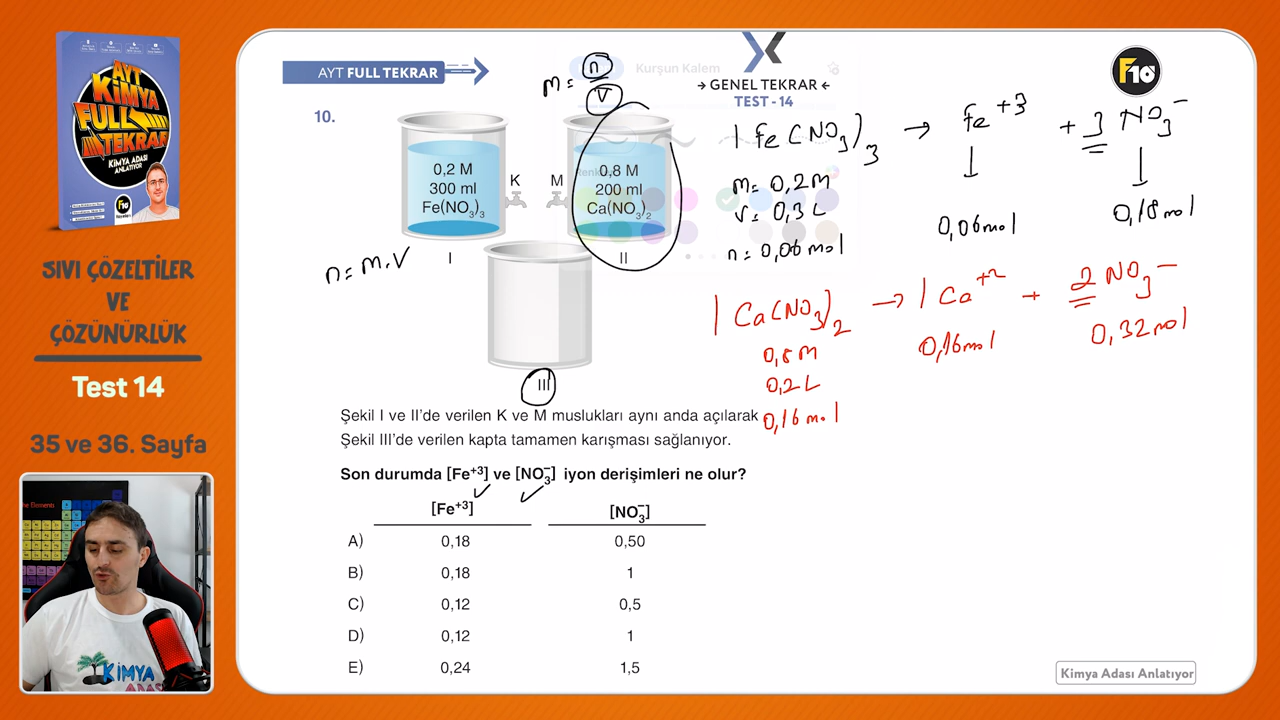 AYT
KİMYA
FULL
TEKRAR
KİMYA ADASI
ANLATIYOR
F10
SIVI ÇÖZELTİLER
VE
ÇÖZÜNÜRLÜK
Test 14
35 ve 36. Sayfa
AYT FULL TEKRAR
Kurşun Kalem
GENEL TEKRAR
TEST - 14
F10
M = n/V
10.
0,2 M
300 ml
Fe(NO3)3
K
M
0,8 M
200 ml
Ca(NO3)2
I
II
III
n = M.V
1 Fe(NO3)3 → Fe+3 + 3 NO3−
M = 0,2 M
V = 0,3 L
n = 0,06 mol
0,06 mol
0,18 mol
1 Ca(NO3)2 → 1 Ca+2 + 2 NO3−
0,8 M
0,2 L
0,16 mol
0,16 mol
0,32 mol
Şekil I ve II'de verilen K ve M muslukları aynı anda açılarak
Şekil III'de verilen kapta tamamen karışması sağlanıyor.
Son durumda [Fe+3] ve [NO3−] iyon derişimleri ne olur?
[Fe+3] [NO3−]
A) 0,18 0,50
B) 0,18 1
C) 0,12 0,5
D) 0,12 1
E) 0,24 1,5
KİMYA
ADASI
Kimya Adası Anlatıyor